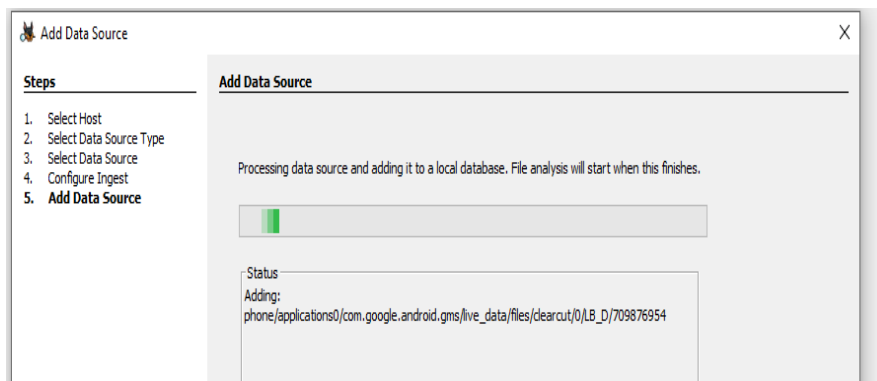 Add Data Source
X
Steps
1. Select Host
2. Select Data Source Type
3. Select Data Source
4. Configure Ingest
5. Add Data Source
Add Data Source
Processing data source and adding it to a local database. File analysis will start when this finishes.
Status
Adding:
phone/applications0/com.google.android.gms/live_data/files/clearcut/0/LB_D/709876954